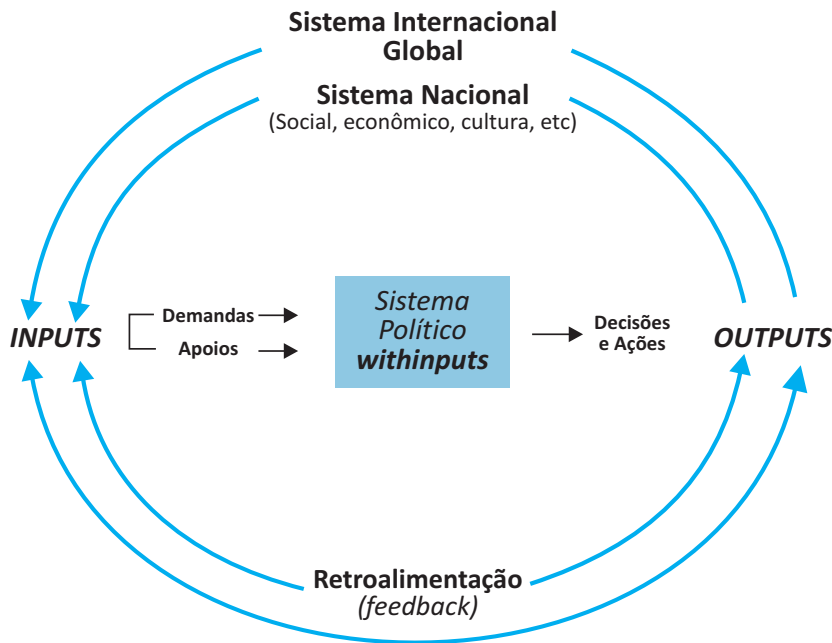 Sistema Internacional
Global
Sistema Nacional
(Social, econômico, cultura, etc)
INPUTS
Demandas
Apoios
Sistema
Político
withinputs
Decisões
e Ações
OUTPUTS
Retroalimentação
(feedback)